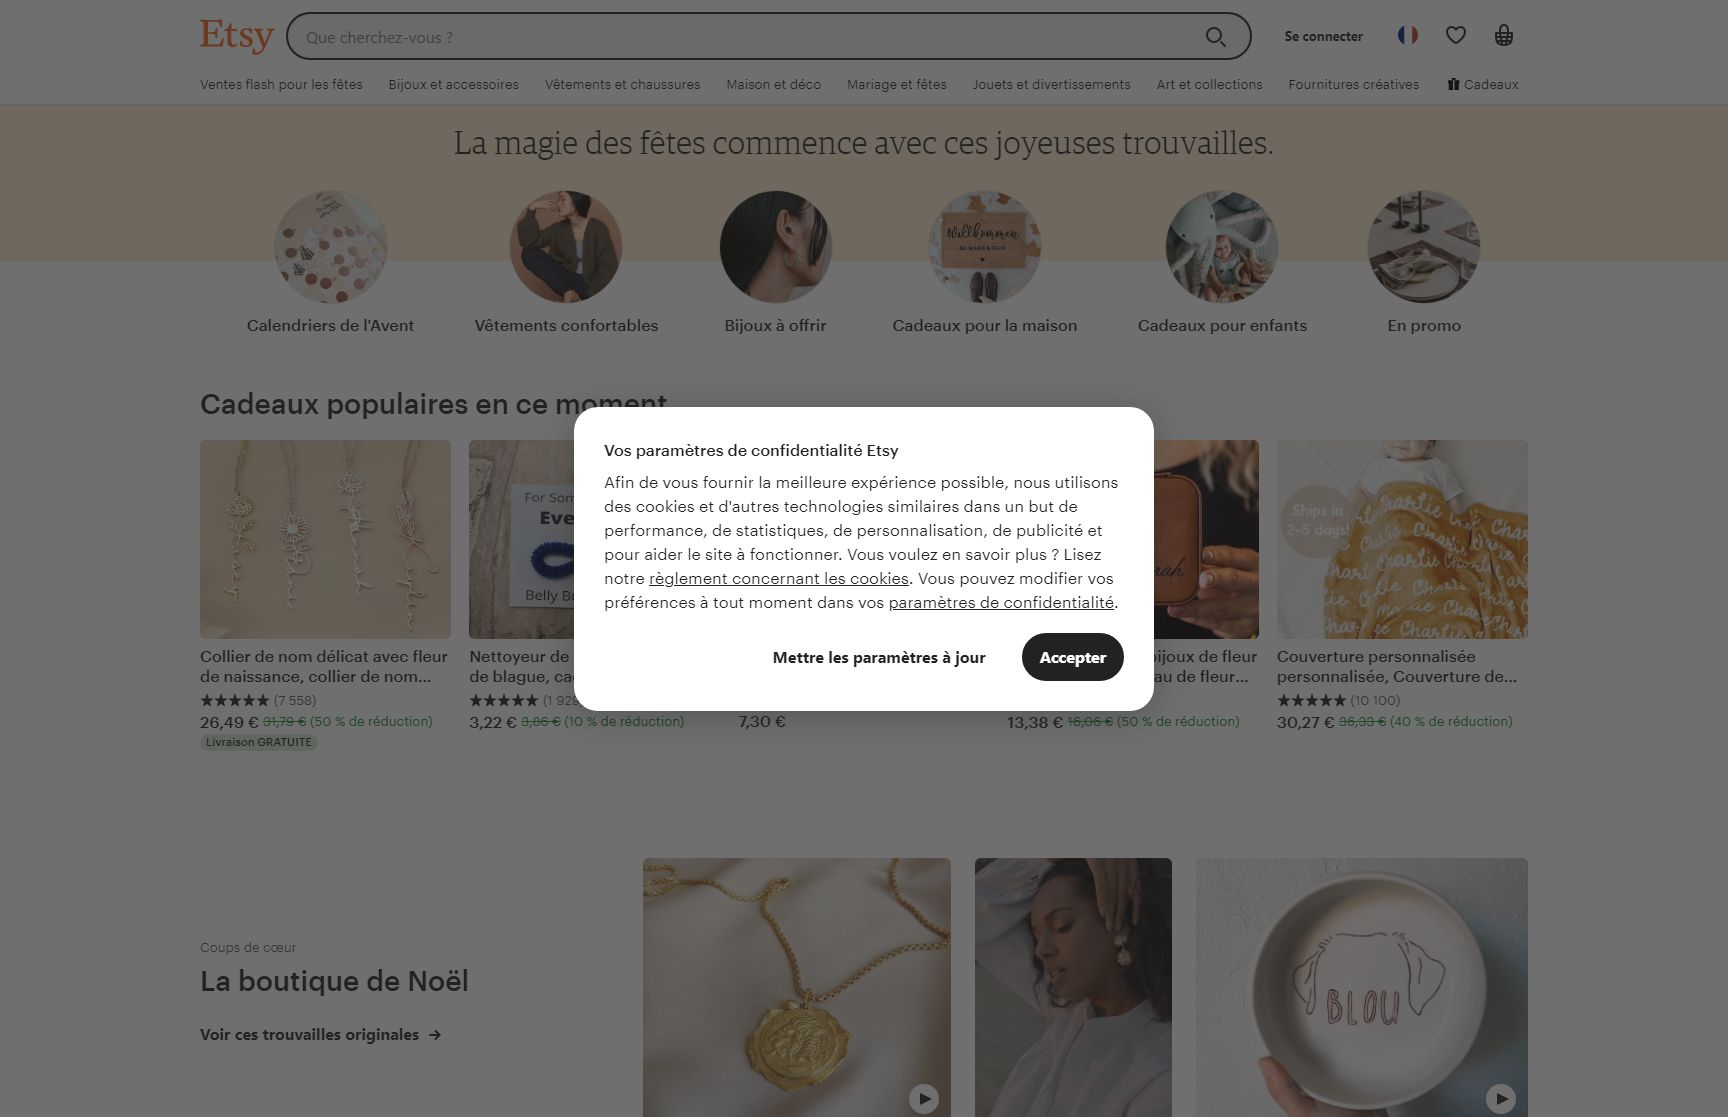 Etsy
Que cherchez-vous ?
Se connecter
Ventes flash pour les fêtes
Bijoux et accessoires
Vêtements et chaussures
Maison et déco
Mariage et fêtes
Jouets et divertissements
Art et collections
Fournitures créatives
Cadeaux
La magie des fêtes commence avec ces joyeuses trouvailles.
Willkommen
BEI MARIE & FELIX
Calendriers de l'Avent
Vêtements confortables
Bijoux à offrir
Cadeaux pour la maison
Cadeaux pour enfants
En promo
Cadeaux populaires en ce moment
Vos paramètres de confidentialité Etsy
Afin de vous fournir la meilleure expérience possible, nous utilisons
des cookies et d'autres technologies similaires dans un but de
performance, de statistiques, de personnalisation, de publicité et
pour aider le site à fonctionner. Vous voulez en savoir plus ? Lisez
notre règlement concernant les cookies. Vous pouvez modifier vos
préférences à tout moment dans vos paramètres de confidentialité.
Mettre les paramètres à jour
Accepter
For Som
Eve
Belly Bu
Ships in
2-5 days!
Charlie
Collier de nom délicat avec fleur
de naissance, collier de nom...
(7 558)
26,49 € 31,79 € (50 % de réduction)
Livraison GRATUITE
Nettoyeur de
de blague, ca
(1 929)
3,22 € 3,86 € (10 % de réduction)
7,30 €
bijoux de fleur
au de fleur...
13,38 € 16,06 € (50 % de réduction)
Couverture personnalisée
personnalisée, Couverture de...
(10 100)
30,27 € 36,33 € (40 % de réduction)
Coups de cœur
La boutique de Noël
Voir ces trouvailles originales
BLOU